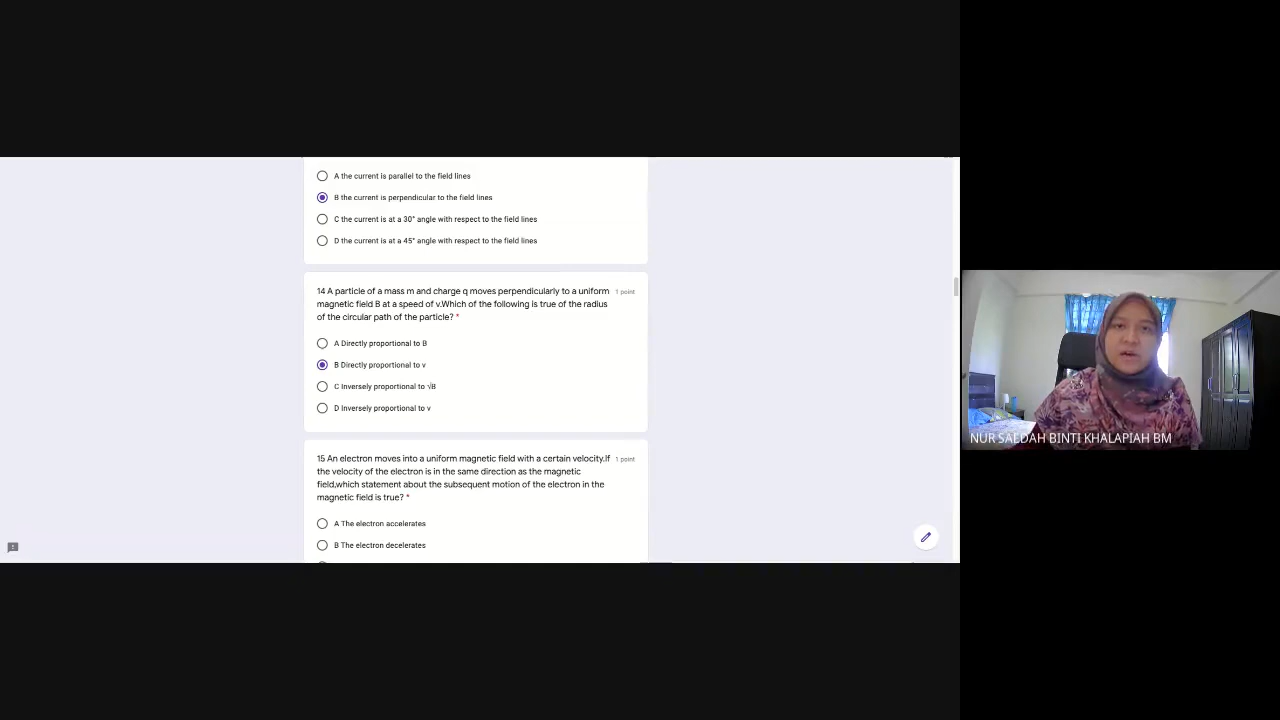 A the current is parallel to the field lines
B the current is perpendicular to the field lines
C the current is at a 30° angle with respect to the field lines
D the current is at a 45° angle with respect to the field lines
14 A particle of a mass m and charge q moves perpendicularly to a uniform 1 point
magnetic field B at a speed of v.Which of the following is true of the radius
of the circular path of the particle? *
A Directly proportional to B
B Directly proportional to v
C Inversely proportional to √B
D Inversely proportional to v
15 An electron moves into a uniform magnetic field with a certain velocity.If 1 point
the velocity of the electron is in the same direction as the magnetic
field,which statement about the subsequent motion of the electron in the
magnetic field is true? *
A The electron accelerates
B The electron decelerates
NUR SAEDAH BINTI KHALAPIAH BM